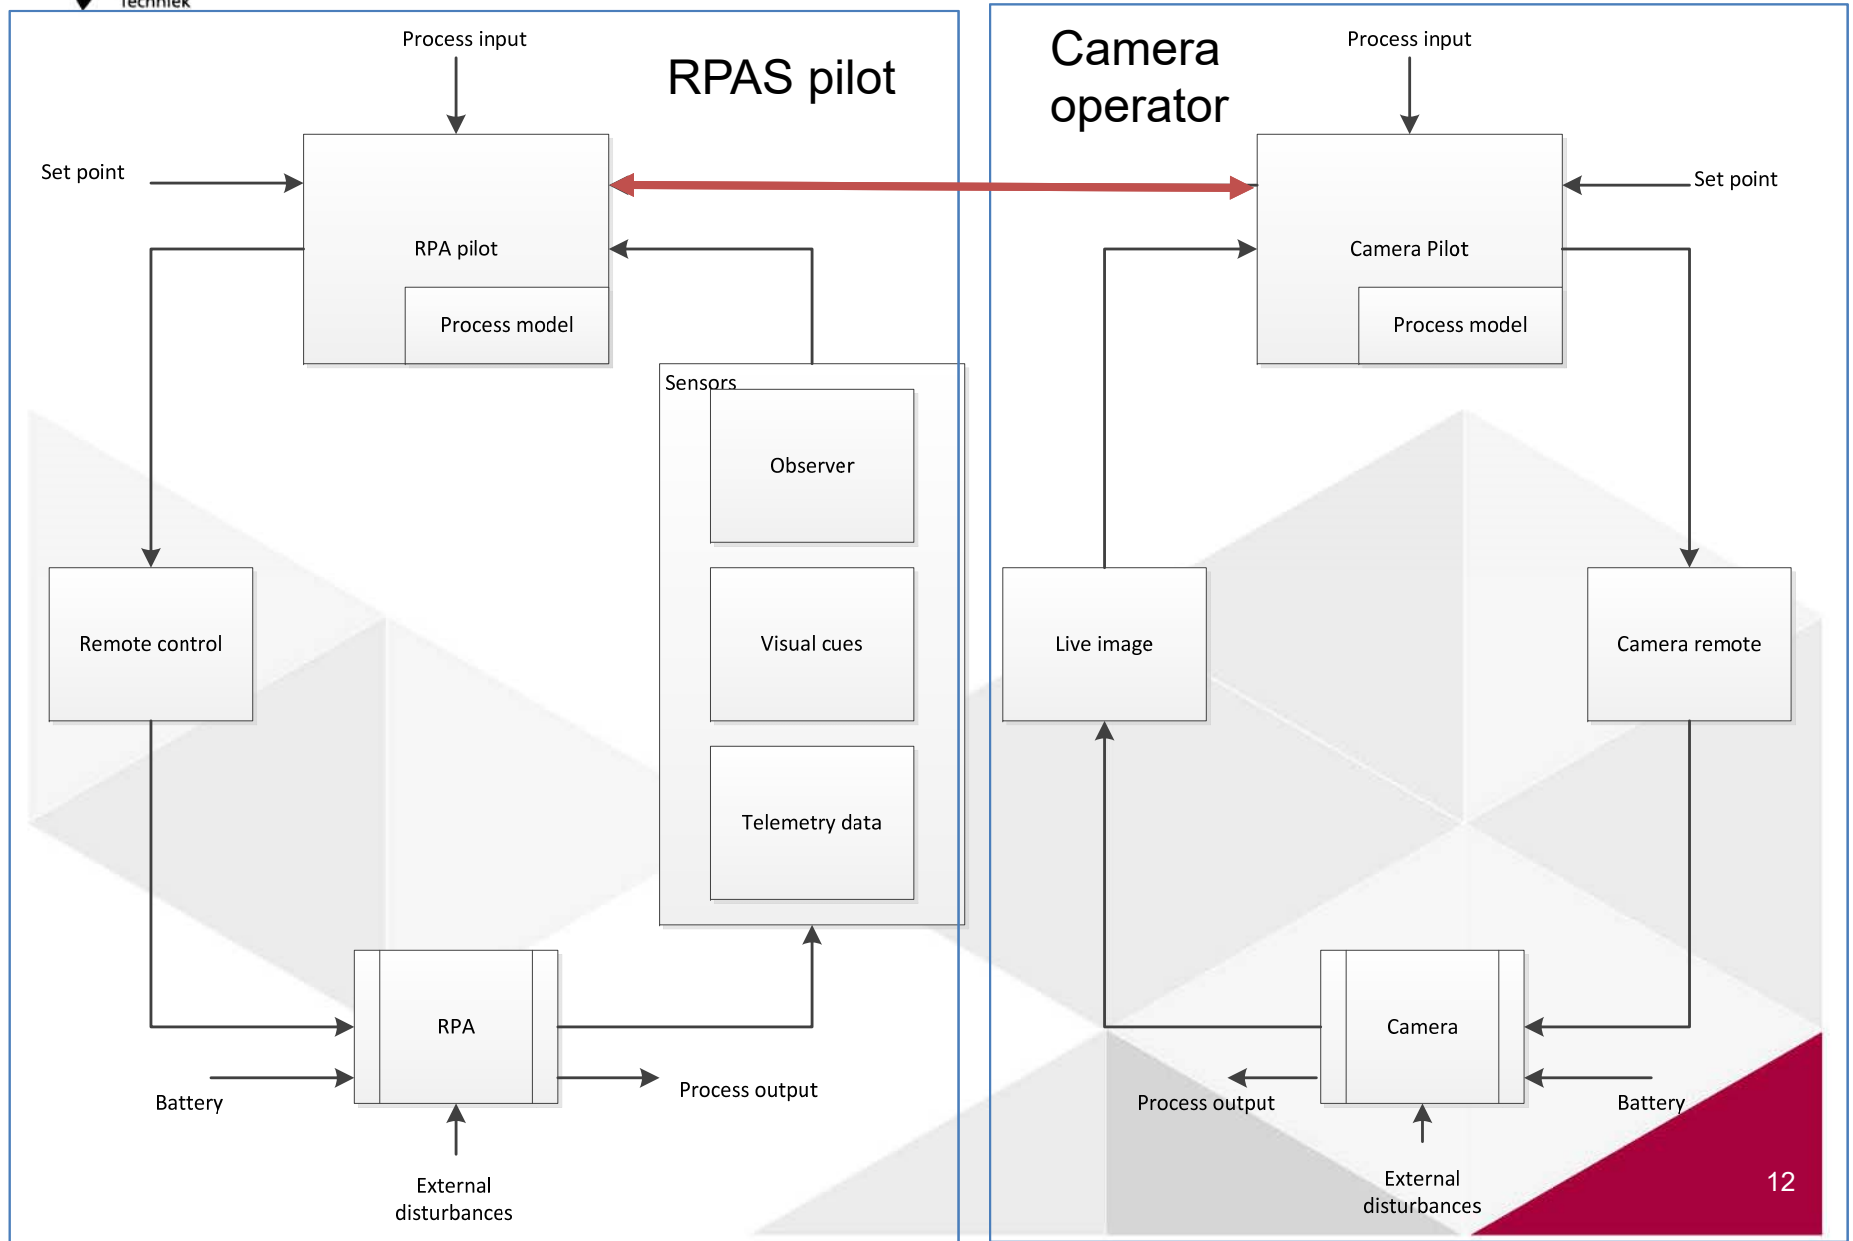 Techniek
Process input
RPAS pilot
Set point
RPA pilot
Process model
Sensors
Observer
Visual cues
Telemetry data
Remote control
RPA
Battery
Process output
External
disturbances
Camera
operator
Process input
Set point
Camera Pilot
Process model
Live image
Camera remote
Camera
Process output
Battery
External
disturbances
12